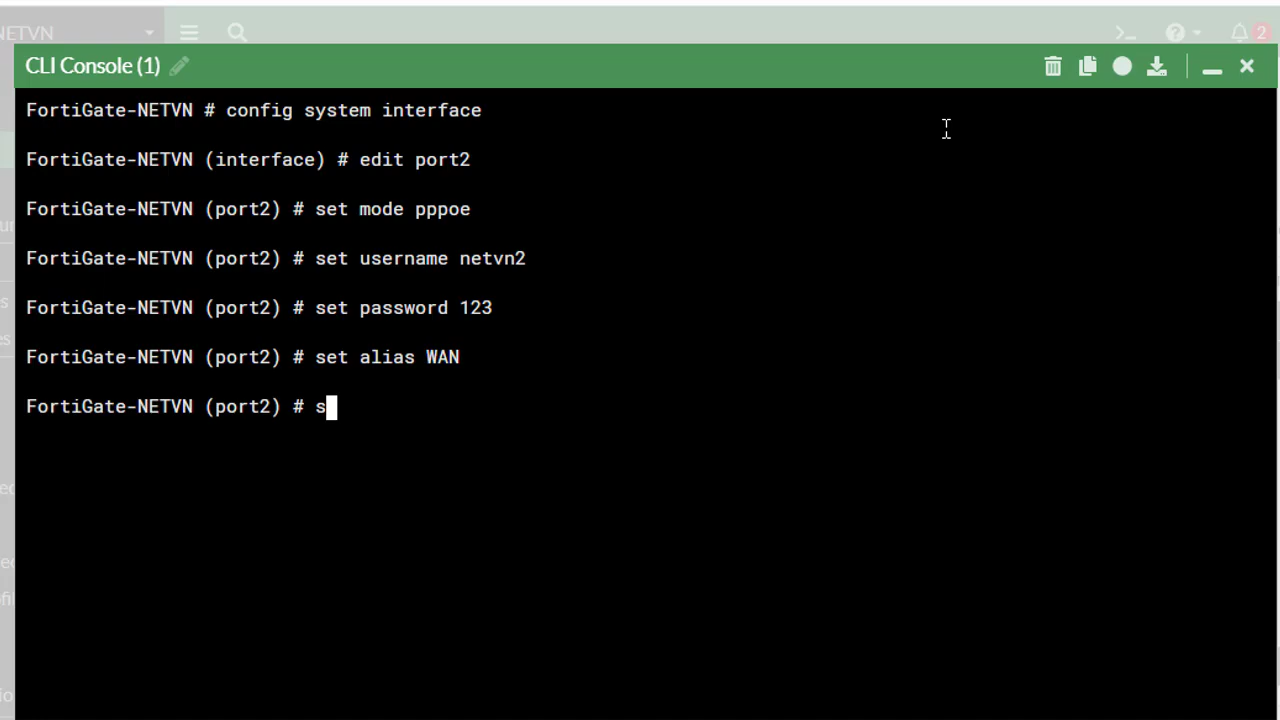 NETVN
2
CLI Console (1)
FortiGate-NETVN # config system interface
FortiGate-NETVN (interface) # edit port2
FortiGate-NETVN (port2) # set mode pppoe
FortiGate-NETVN (port2) # set username netvn2
FortiGate-NETVN (port2) # set password 123
FortiGate-NETVN (port2) # set alias WAN
FortiGate-NETVN (port2) # s